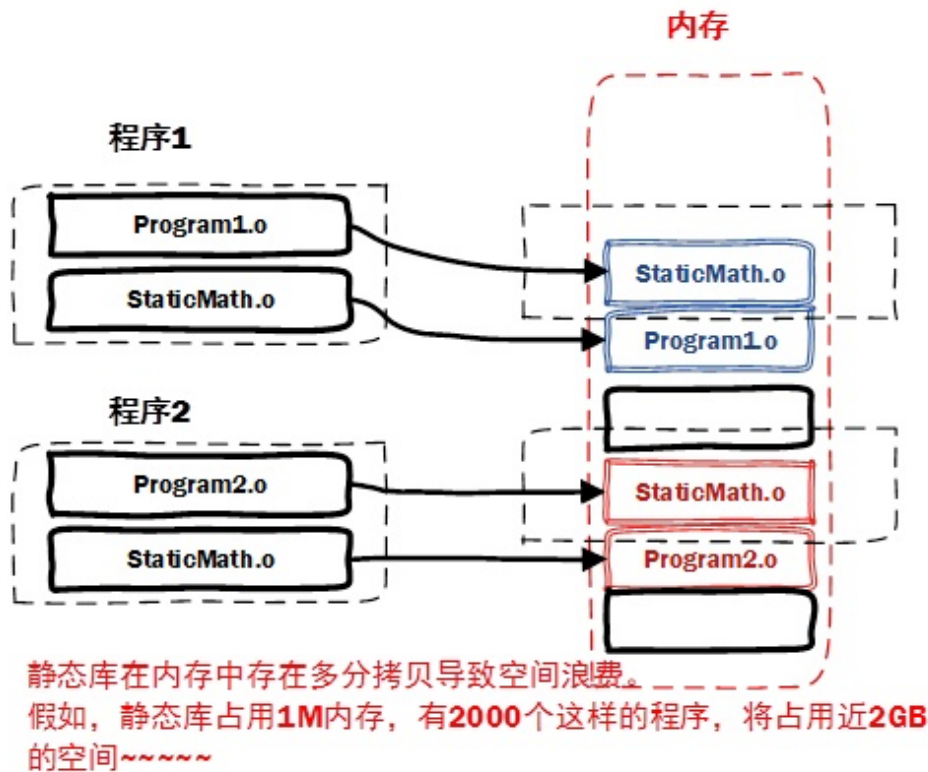 内存
程序1
Program1.o
StaticMath.o
StaticMath.o
Program1.o
程序2
Program2.o
StaticMath.o
StaticMath.o
Program2.o
静态库在内存中存在多分拷贝导致空间浪费。
假如，静态库占用1M内存，有2000个这样的程序，将占用近2GB
的空间~~~~~